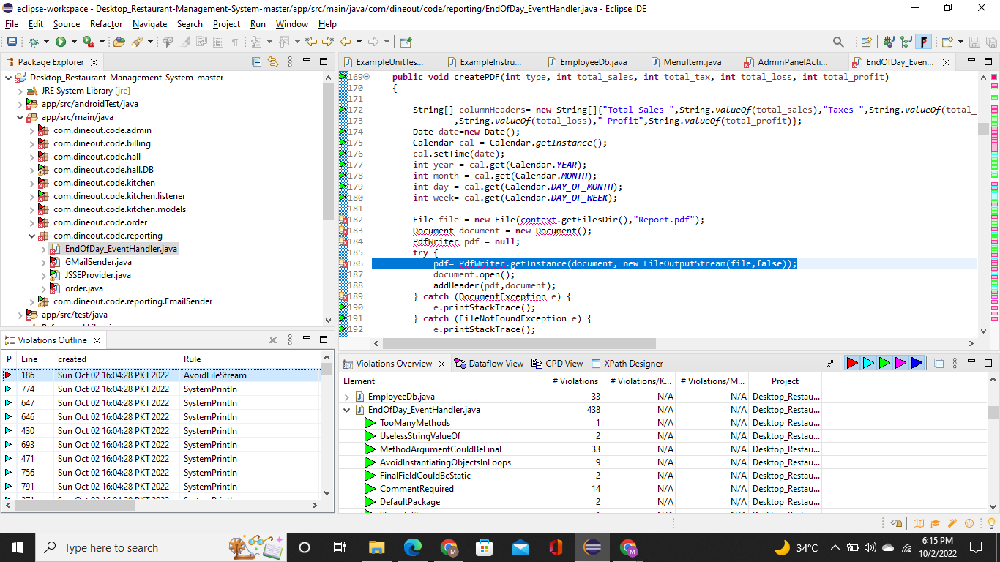 eclipse-workspace - Desktop_Restaurant-Management-System-master/app/src/main/java/com/dineout/code/reporting/EndOfDay_EventHandler.java - Eclipse IDE
File Edit Source Refactor Navigate Search Project Run Window Help
Package Explorer
Desktop_Restaurant-Management-System-master
JRE System Library [jre]
app/src/androidTest/java
app/src/main/java
com.dineout.code.admin
com.dineout.code.billing
com.dineout.code.hall
com.dineout.code.hall.DB
com.dineout.code.kitchen
com.dineout.code.kitchen.listener
com.dineout.code.kitchen.models
com.dineout.code.order
com.dineout.code.reporting
EndOfDay_EventHandler.java
GMailSender.java
JSSEProvider.java
order.java
com.dineout.code.reporting.EmailSender
app/src/test/java
ExampleUnitTes... ExampleInstru... EmployeeDb.java MenuItem.java AdminPanelActi... EndOfDay_Even...
169 public void createPDF(int type, int total_sales, int total_tax, int total_loss, int total_profit)
170 {
171
172 String[] columnHeaders= new String[]{"Total Sales ",String.valueOf(total_sales),"Taxes ",String.valueOf(total_
173 ,String.valueOf(total_loss)," Profit",String.valueOf(total_profit)};
174 Date date=new Date();
175 Calendar cal = Calendar.getInstance();
176 cal.setTime(date);
177 int year = cal.get(Calendar.YEAR);
178 int month = cal.get(Calendar.MONTH);
179 int day = cal.get(Calendar.DAY_OF_MONTH);
180 int week= cal.get(Calendar.DAY_OF_WEEK);
181
182 File file = new File(context.getFilesDir(),"Report.pdf");
183 Document document = new Document();
184 PdfWriter pdf = null;
185 try {
186 pdf= PdfWriter.getInstance(document, new FileOutputStream(file,false));
187 document.open();
188 addHeader(pdf,document);
189 } catch (DocumentException e) {
190 e.printStackTrace();
191 } catch (FileNotFoundException e) {
192 e.printStackTrace();
Violations Outline
P Line created Rule
186 Sun Oct 02 16:04:28 PKT 2022 AvoidFileStream
774 Sun Oct 02 16:04:28 PKT 2022 SystemPrintln
647 Sun Oct 02 16:04:28 PKT 2022 SystemPrintln
646 Sun Oct 02 16:04:28 PKT 2022 SystemPrintln
430 Sun Oct 02 16:04:28 PKT 2022 SystemPrintln
693 Sun Oct 02 16:04:28 PKT 2022 SystemPrintln
471 Sun Oct 02 16:04:28 PKT 2022 SystemPrintln
756 Sun Oct 02 16:04:28 PKT 2022 SystemPrintln
791 Sun Oct 02 16:04:28 PKT 2022 SystemPrintln
Violations Overview Dataflow View CPD View XPath Designer
Element # Violations # Violations/K... # Violations/M... Project
EmployeeDb.java 33 N/A N/A Desktop_Restau...
EndOfDay_EventHandler.java 438 N/A N/A Desktop_Restau...
TooManyMethods 1 N/A N/A Desktop_Restau...
UselessStringValueOf 2 N/A N/A Desktop_Restau...
MethodArgumentCouldBeFinal 33 N/A N/A Desktop_Restau...
AvoidInstantiatingObjectsInLoops 9 N/A N/A Desktop_Restau...
FinalFieldCouldBeStatic 2 N/A N/A Desktop_Restau...
CommentRequired 14 N/A N/A Desktop_Restau...
DefaultPackage 2 N/A N/A Desktop_Restau...
Type here to search
34°C
6:15 PM
10/2/2022